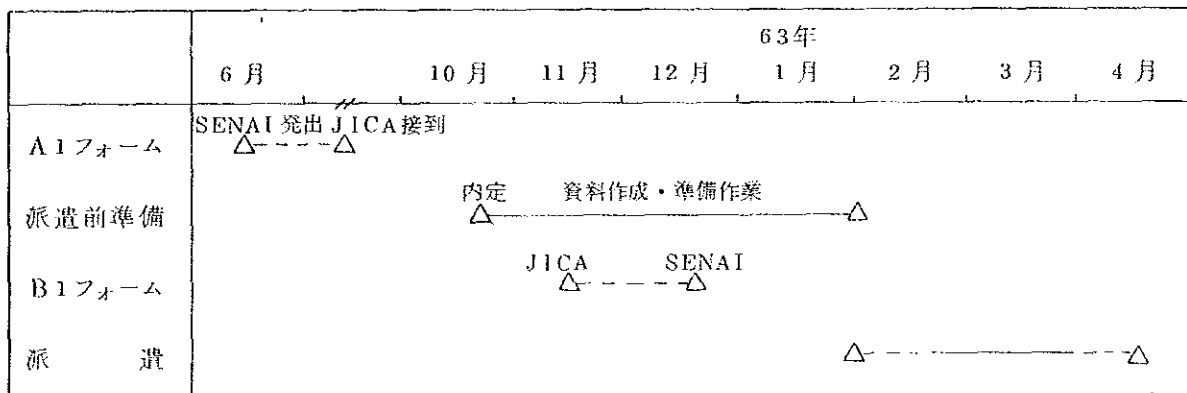 63年
6月 10月 11月 12月 1月 2月 3月 4月
SENAI発出 JICA接到
A1フォーム
内定 資料作成・準備作業
派遣前準備
JICA SENAI
B1フォーム
派遣